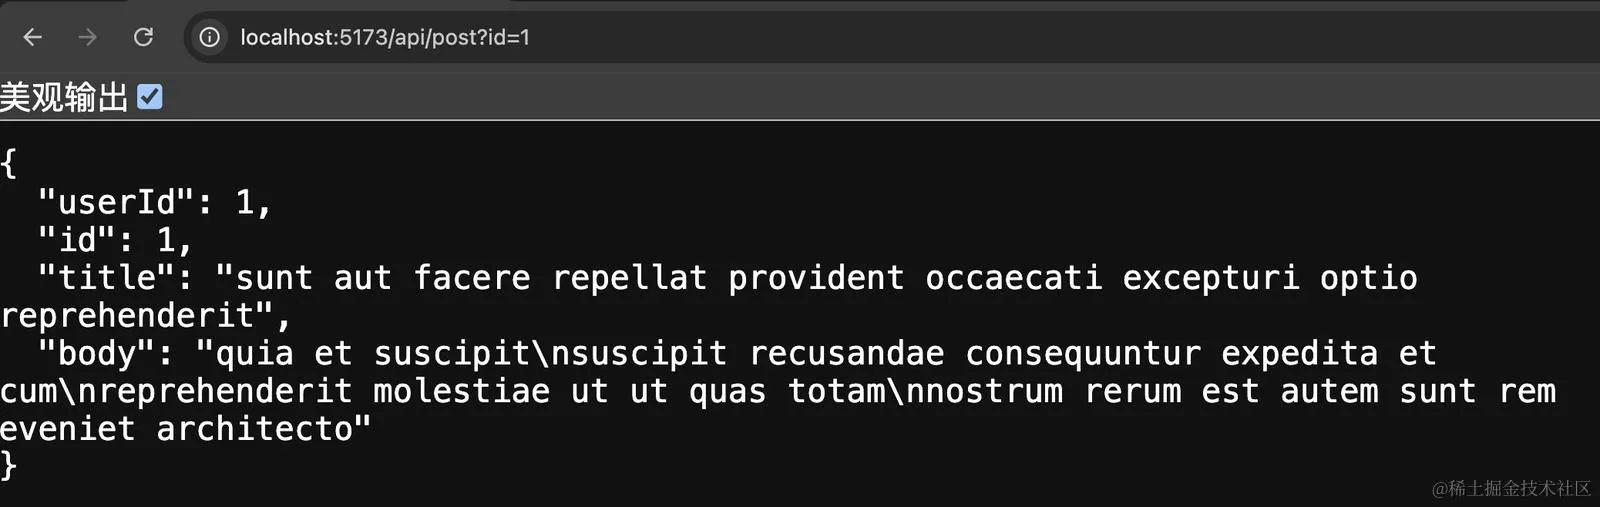 localhost:5173/api/post?id=1
美观输出
{
"userId": 1,
"id": 1,
"title": "sunt aut facere repellat provident occaecati excepturi optio
reprehenderit",
"body": "quia et suscipit\nsuscipit recusandae consequuntur expedita et
cum\nreprehenderit molestiae ut ut quas totam\nnostrum rerum est autem sunt rem
eveniet architecto"
}
@稀土掘金技术社区